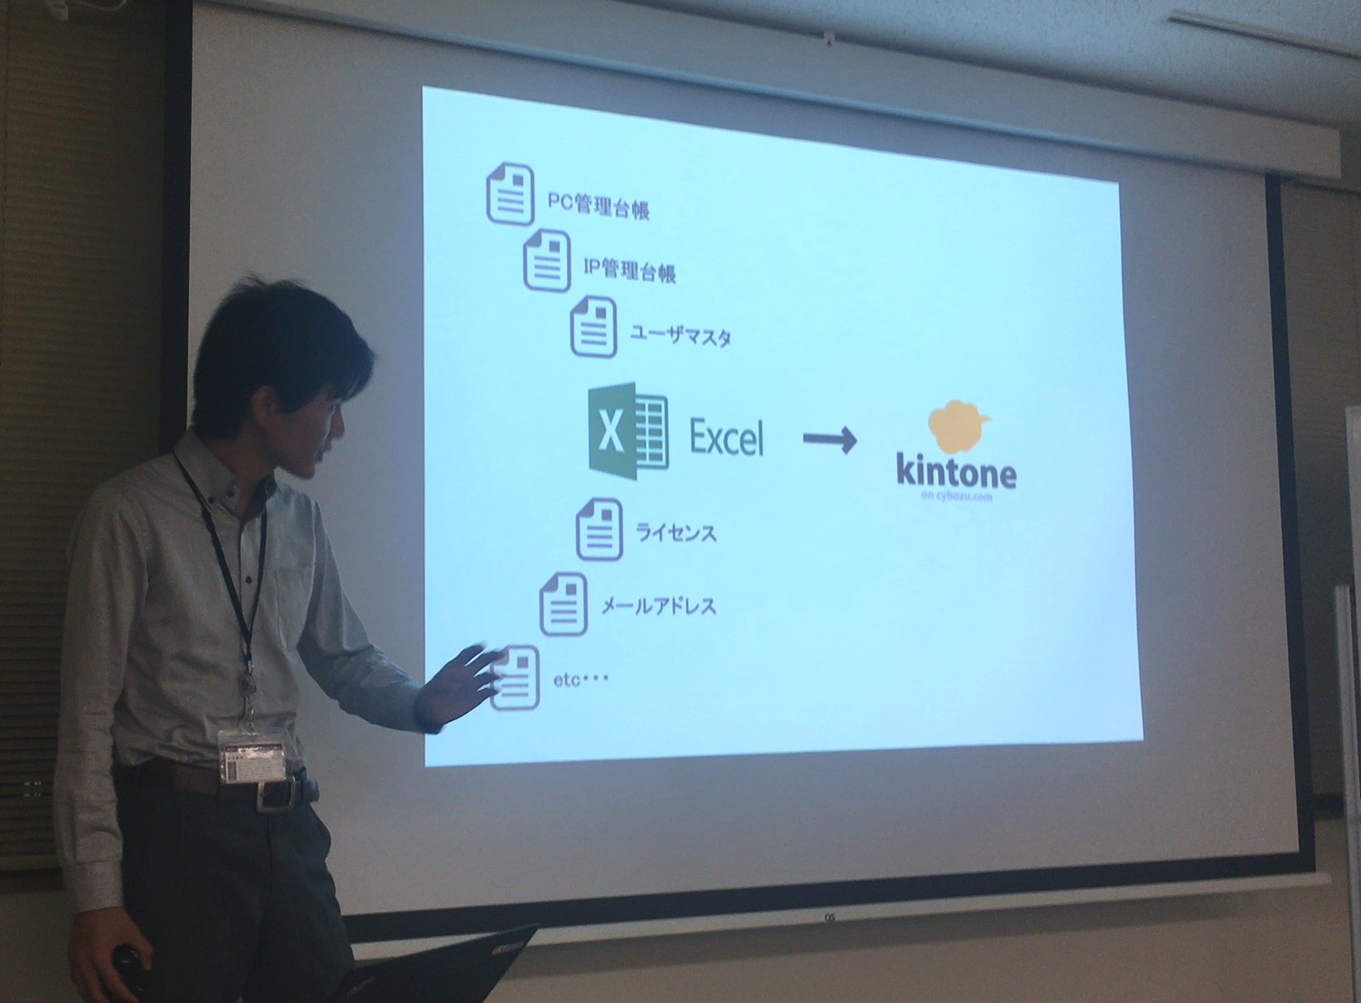 PC管理台帳
IP管理台帳
ユーザマスタ
X Excel
kintone
on cybozu.com
ライセンス
メールアドレス
etc･･･
OS